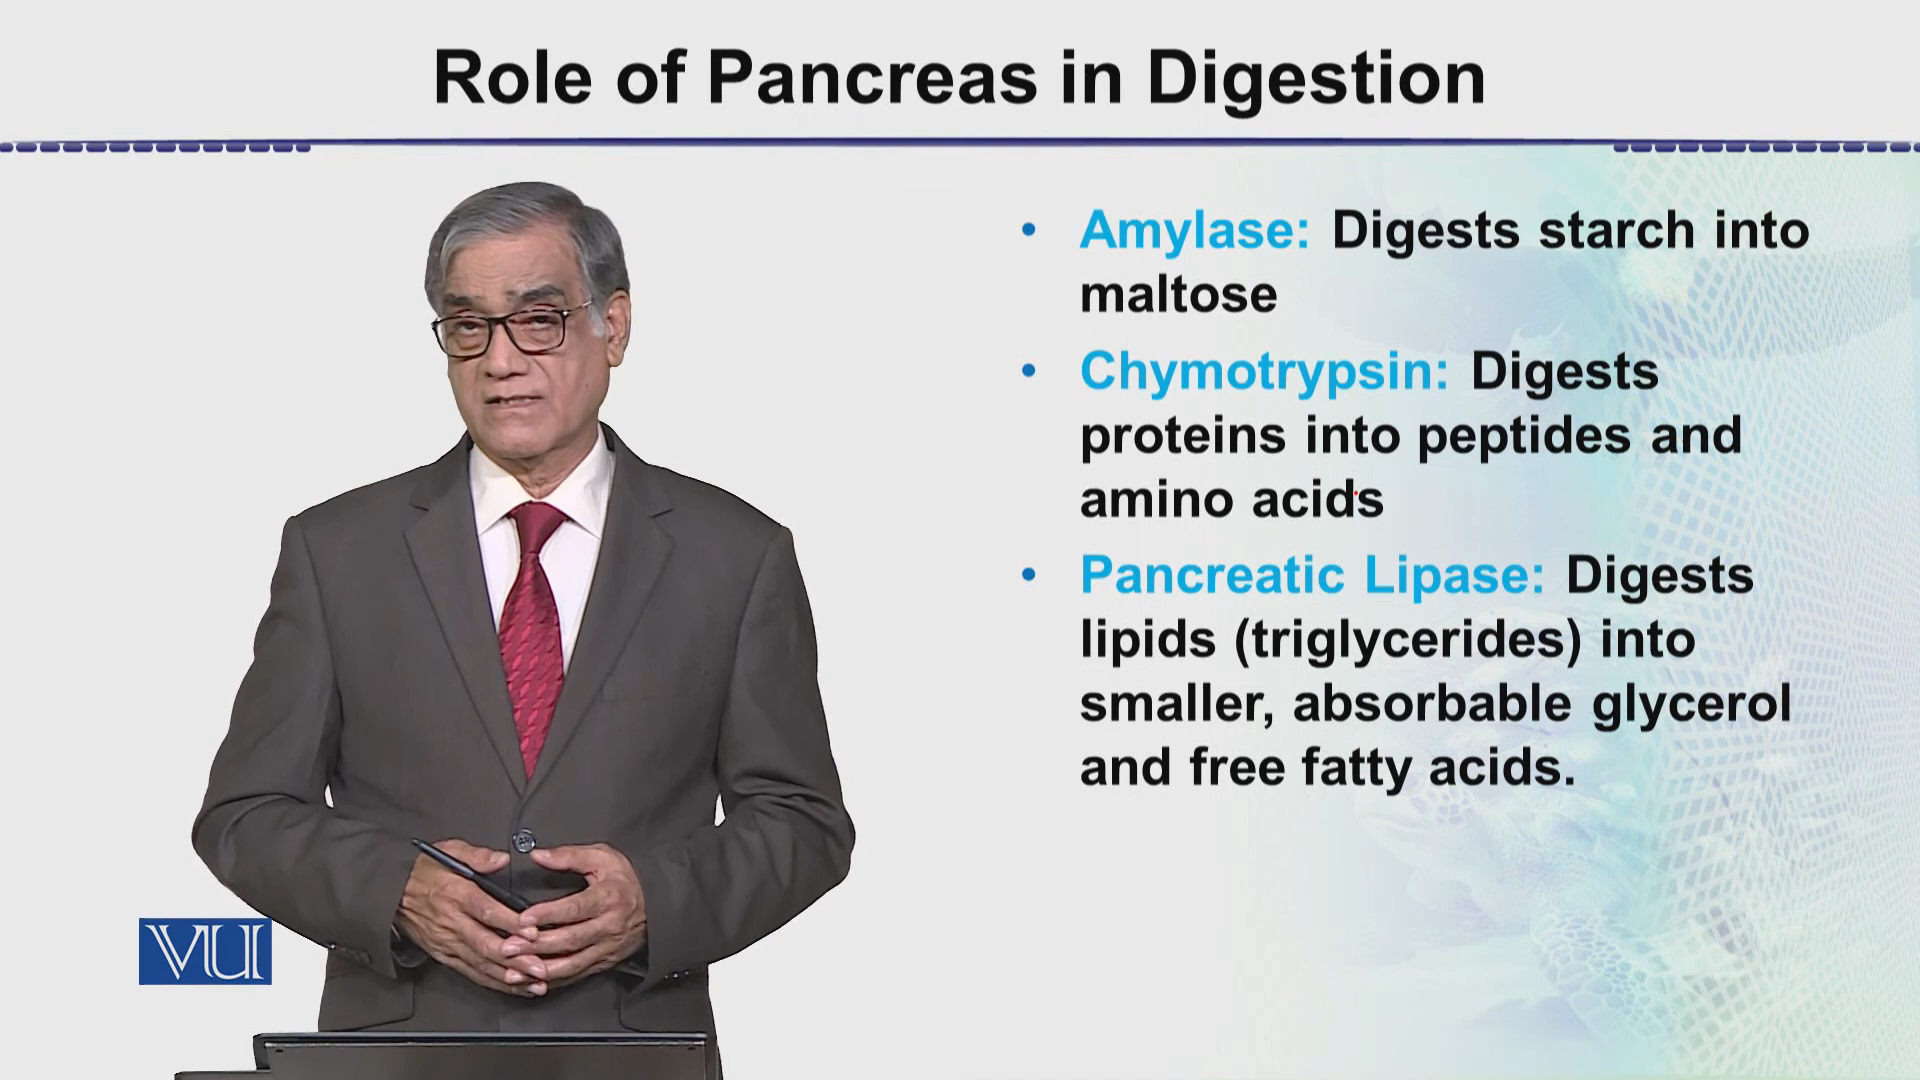 Role of Pancreas in Digestion
• Amylase: Digests starch into
maltose
• Chymotrypsin: Digests
proteins into peptides and
amino acids
• Pancreatic Lipase: Digests
lipids (triglycerides) into
smaller, absorbable glycerol
and free fatty acids.
VU